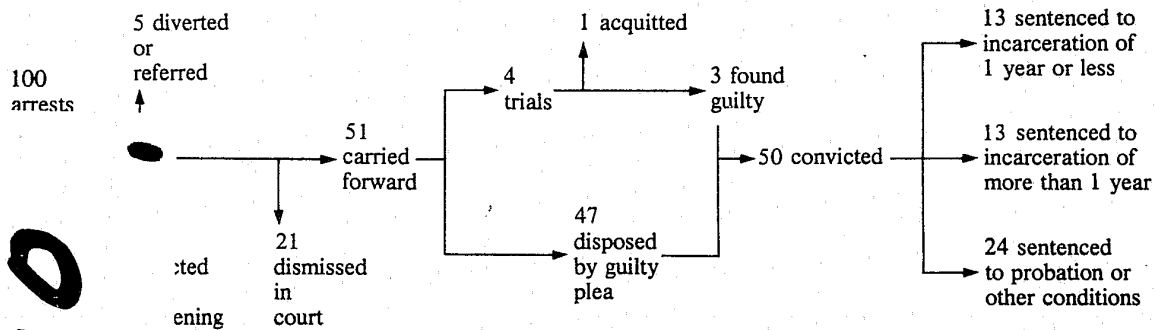 100
arrests
5 diverted
or
referred
21
dismissed
in
court
51
carried
forward
4
trials
1 acquitted
3 found
guilty
47
disposed
by guilty
plea
50 convicted
13 sentenced to
incarceration of
1 year or less
13 sentenced to
incarceration of
more than 1 year
24 sentenced
to probation or
other conditions